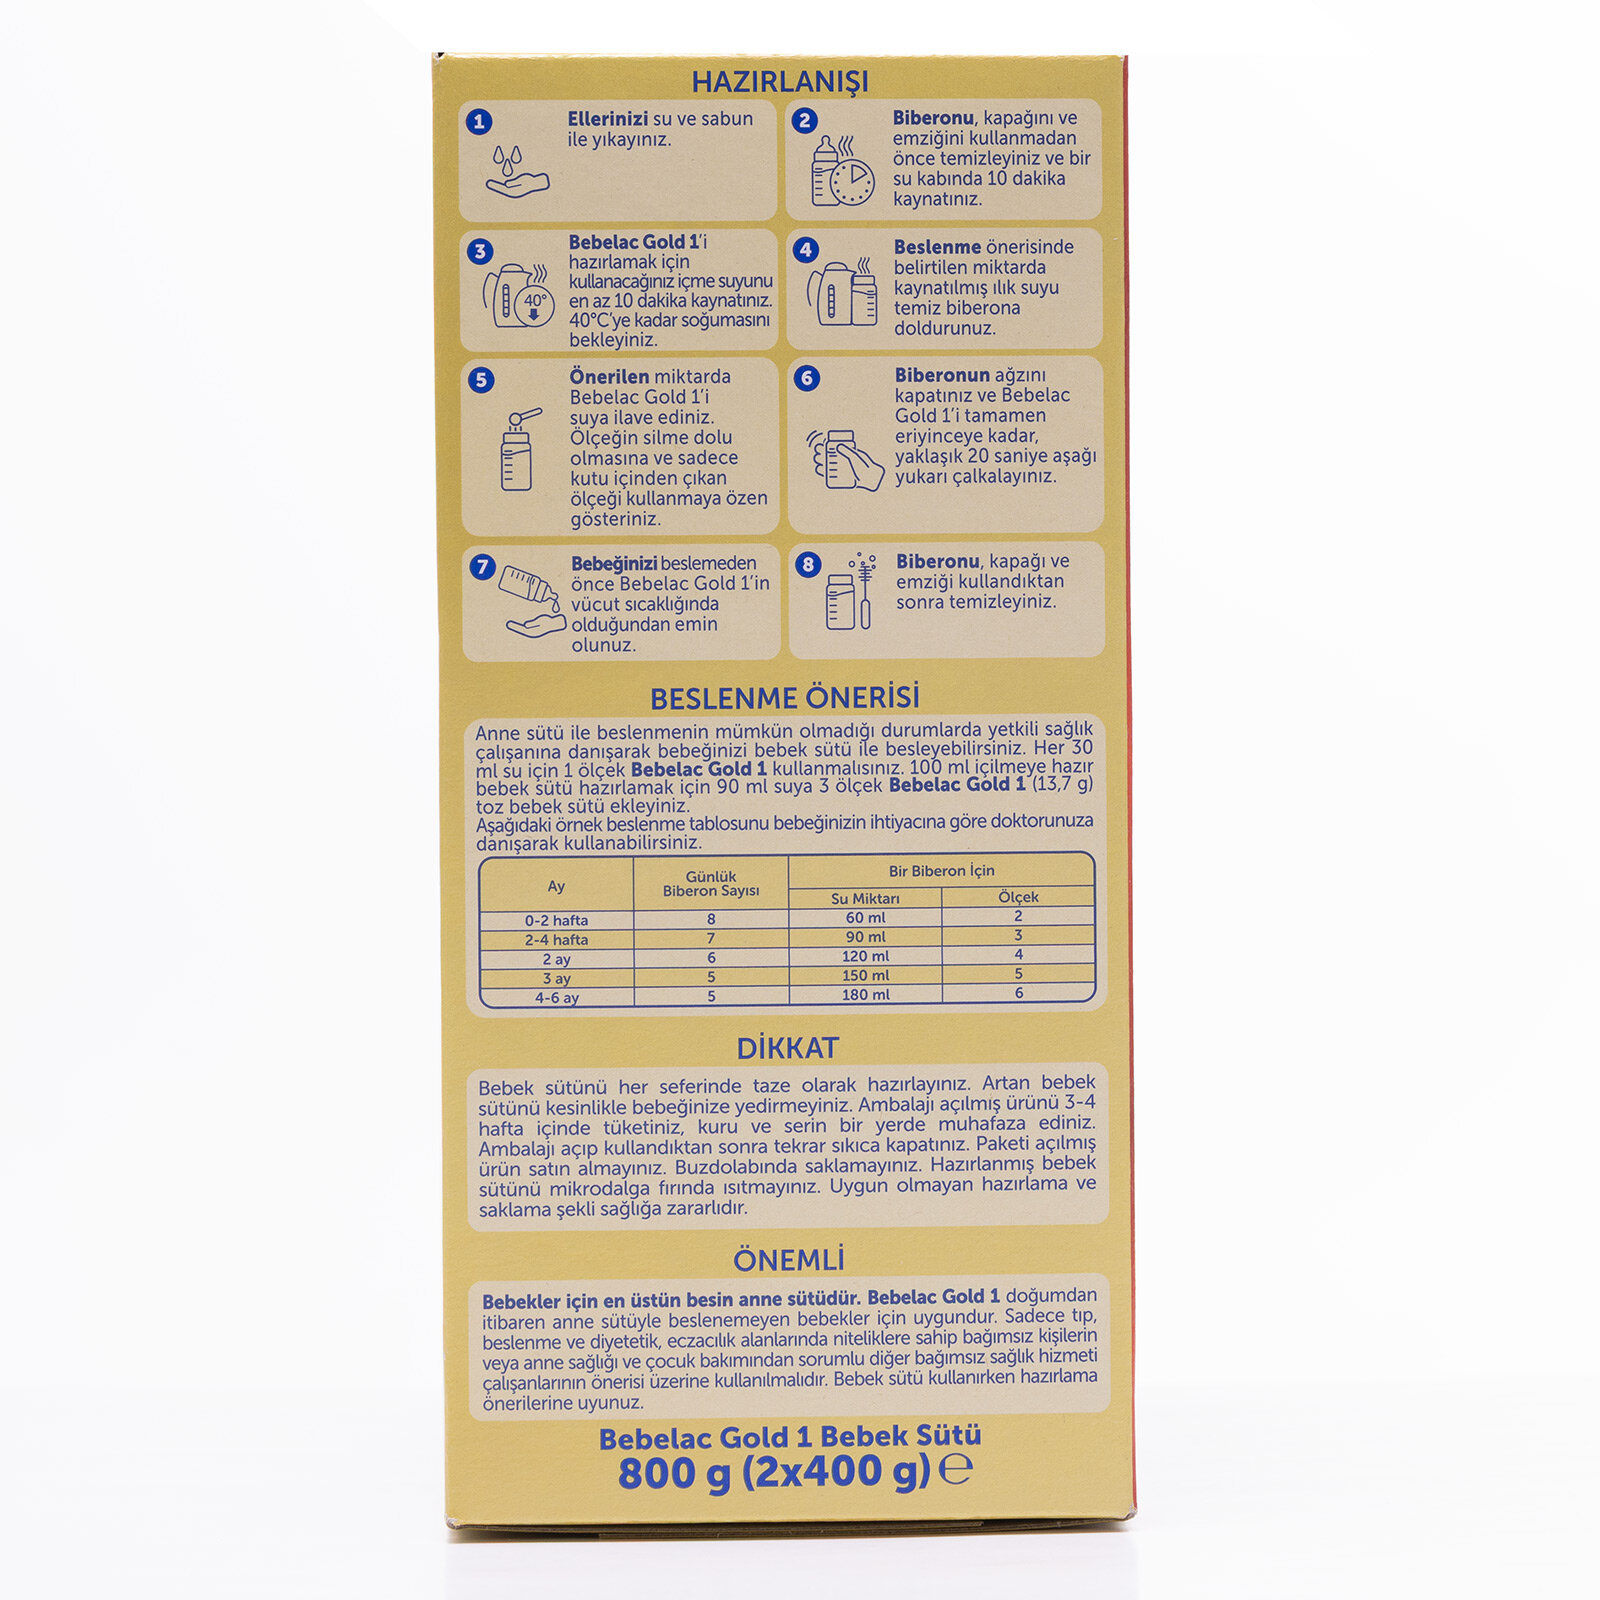 HAZIRLANIŞI
1
Ellerinizi su ve sabun
ile yıkayınız.
2
Biberonu, kapağını ve
emziğini kullanmadan
önce temizleyiniz ve bir
su kabında 10 dakika
kaynatınız.
3
40°
Bebelac Gold 1'i
hazırlamak için
kullanacağınız içme suyunu
en az 10 dakika kaynatınız.
40°C'ye kadar soğumasını
bekleyiniz.
4
Beslenme önerisinde
belirtilen miktarda
kaynatılmış ılık suyu
temiz biberona
doldurunuz.
5
Önerilen miktarda
Bebelac Gold 1'i
suya ilave ediniz.
Ölçeğin silme dolu
olmasına ve sadece
kutu içinden çıkan
ölçeği kullanmaya özen
gösteriniz.
6
Biberonun ağzını
kapatınız ve Bebelac
Gold 1'i tamamen
eriyinceye kadar,
yaklaşık 20 saniye aşağı
yukarı çalkalayınız.
7
Bebeğinizi beslemeden
önce Bebelac Gold 1'in
vücut sıcaklığında
olduğundan emin
olunuz.
8
Biberonu, kapağı ve
emziği kullandıktan
sonra temizleyiniz.
BESLENME ÖNERİSİ
Anne sütü ile beslenmenin mümkün olmadığı durumlarda yetkili sağlık
çalışanına danışarak bebeğinizi bebek sütü ile besleyebilirsiniz. Her 30
ml su için 1 ölçek Bebelac Gold 1 kullanmalısınız. 100 ml içilmeye hazır
bebek sütü hazırlamak için 90 ml suya 3 ölçek Bebelac Gold 1 (13,7 g)
toz bebek sütü ekleyiniz.
Aşağıdaki örnek beslenme tablosunu bebeğinizin ihtiyacına göre doktorunuza
danışarak kullanabilirsiniz.
Ay Günlük Biberon Sayısı Bir Biberon İçin
Su Miktarı Ölçek
0-2 hafta 8 60 ml 2
2-4 hafta 7 90 ml 3
2 ay 6 120 ml 4
3 ay 5 150 ml 5
4-6 ay 5 180 ml 6
DİKKAT
Bebek sütünü her seferinde taze olarak hazırlayınız. Artan bebek
sütünü kesinlikle bebeğinize yedirmeyiniz. Ambalajı açılmış ürünü 3-4
hafta içinde tüketiniz, kuru ve serin bir yerde muhafaza ediniz.
Ambalajı açıp kullandıktan sonra tekrar sıkıca kapatınız. Paketi açılmış
ürün satın almayınız. Buzdolabında saklamayınız. Hazırlanmış bebek
sütünü mikrodalga fırında ısıtmayınız. Uygun olmayan hazırlama ve
saklama şekli sağlığa zararlıdır.
ÖNEMLİ
Bebekler için en üstün besin anne sütüdür. Bebelac Gold 1 doğumdan
itibaren anne sütüyle beslenemeyen bebekler için uygundur. Sadece tıp,
beslenme ve diyetetik, eczacılık alanlarında niteliklere sahip bağımsız kişilerin
veya anne sağlığı ve çocuk bakımından sorumlu diğer bağımsız sağlık hizmeti
çalışanlarının önerisi üzerine kullanılmalıdır. Bebek sütü kullanırken hazırlama
önerilerine uyunuz.
Bebelac Gold 1 Bebek Sütü
800 g (2x400 g) ℮